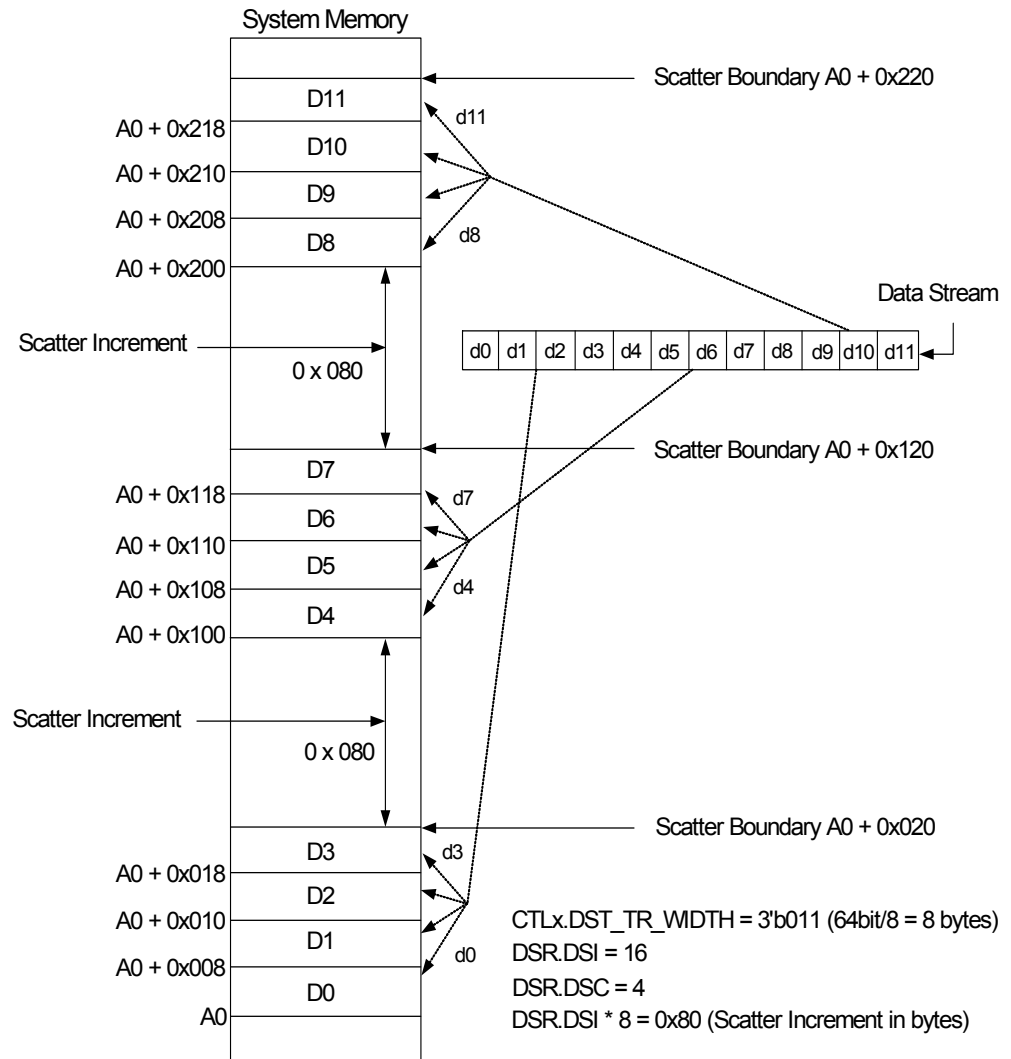 System Memory
Scatter Boundary A0 + 0x220
D11
d11
A0 + 0x218
D10
A0 + 0x210
D9
A0 + 0x208
D8
d8
A0 + 0x200
Data Stream
Scatter Increment
0 x 080
d0 d1 d2 d3 d4 d5 d6 d7 d8 d9 d10 d11
Scatter Boundary A0 + 0x120
D7
d7
A0 + 0x118
D6
A0 + 0x110
D5
A0 + 0x108
d4
D4
A0 + 0x100
Scatter Increment
0 x 080
Scatter Boundary A0 + 0x020
D3
d3
A0 + 0x018
D2
A0 + 0x010
D1
d0
A0 + 0x008
D0
A0
CTLx.DST_TR_WIDTH = 3'b011 (64bit/8 = 8 bytes)
DSR.DSI = 16
DSR.DSC = 4
DSR.DSI * 8 = 0x80 (Scatter Increment in bytes)